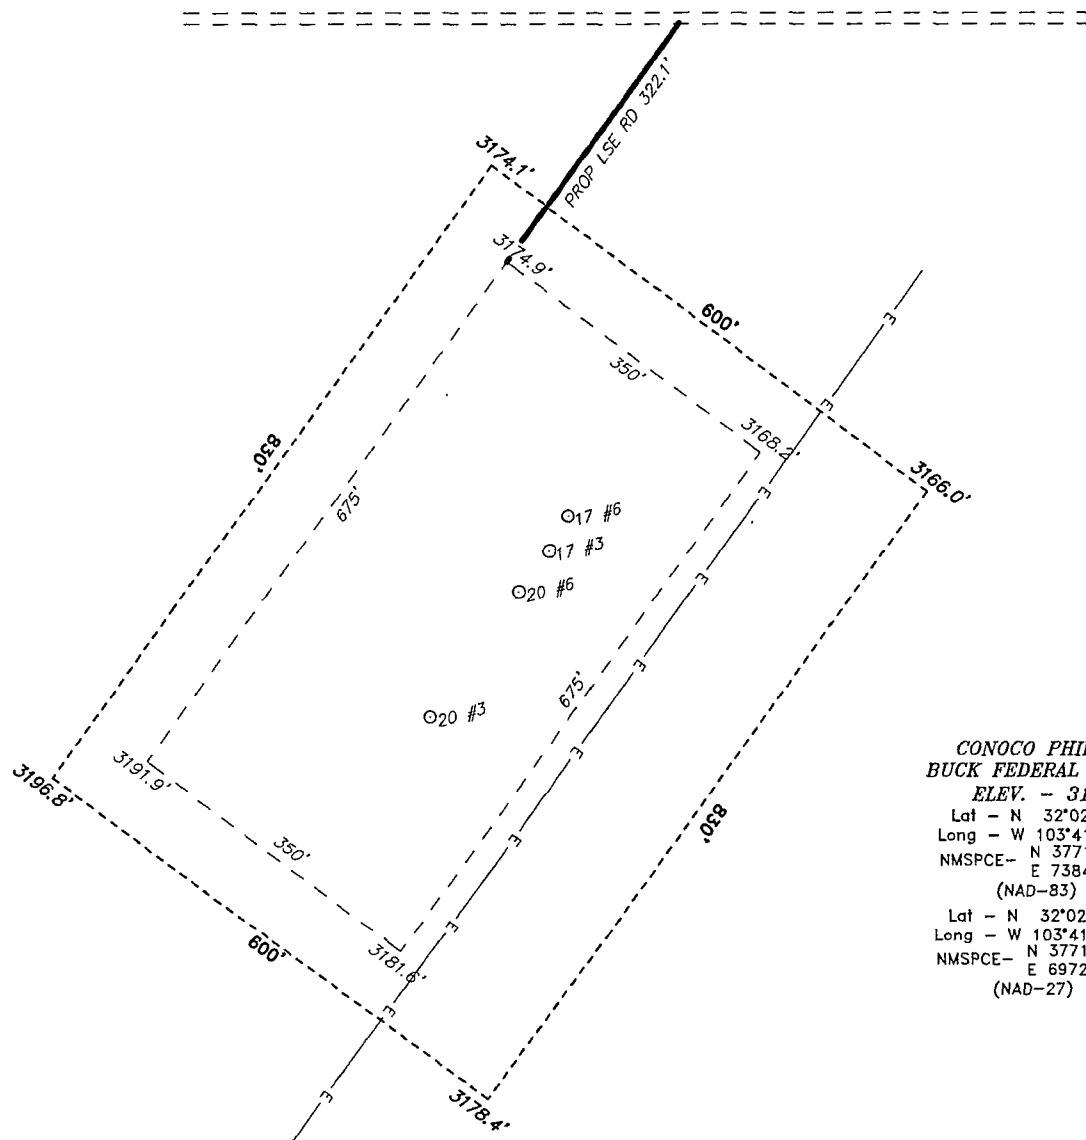 PROP LSE RD 322.1'
3174.1'
3174.9'
600'
350'
E
E
3168.2'
3166.0'
830'
675'
E
17 #6
17 #3
20 #6
E
E
675'
20 #3
E
3191.9'
3196.8'
350'
E
830'
E
600'
3181.6'
E
3178.4'
E
CONOCO PHI
BUCK FEDERAL
ELEV. - 31
Lat - N 32°02
Long - W 103°41
NMSPCE- N 377
E 7384
(NAD-83)
Lat - N 32°02
Long - W 103°41
NMSPCE- N 3771
E 6972
(NAD-27)